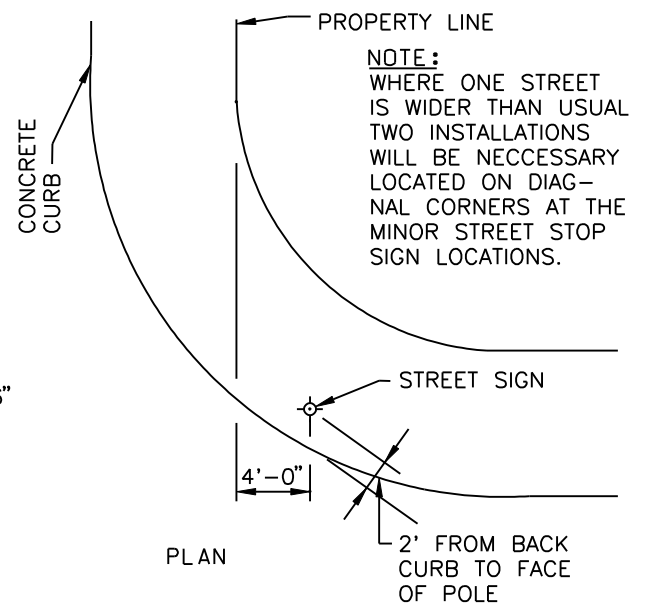 PROPERTY LINE
NOTE:
WHERE ONE STREET
IS WIDER THAN USUAL
TWO INSTALLATIONS
WILL BE NECCESSARY
LOCATED ON DIAG-
NAL CORNERS AT THE
MINOR STREET STOP
SIGN LOCATIONS.
CONCRETE
CURB
STREET SIGN
4'-0"
2' FROM BACK
CURB TO FACE
OF POLE
PLAN